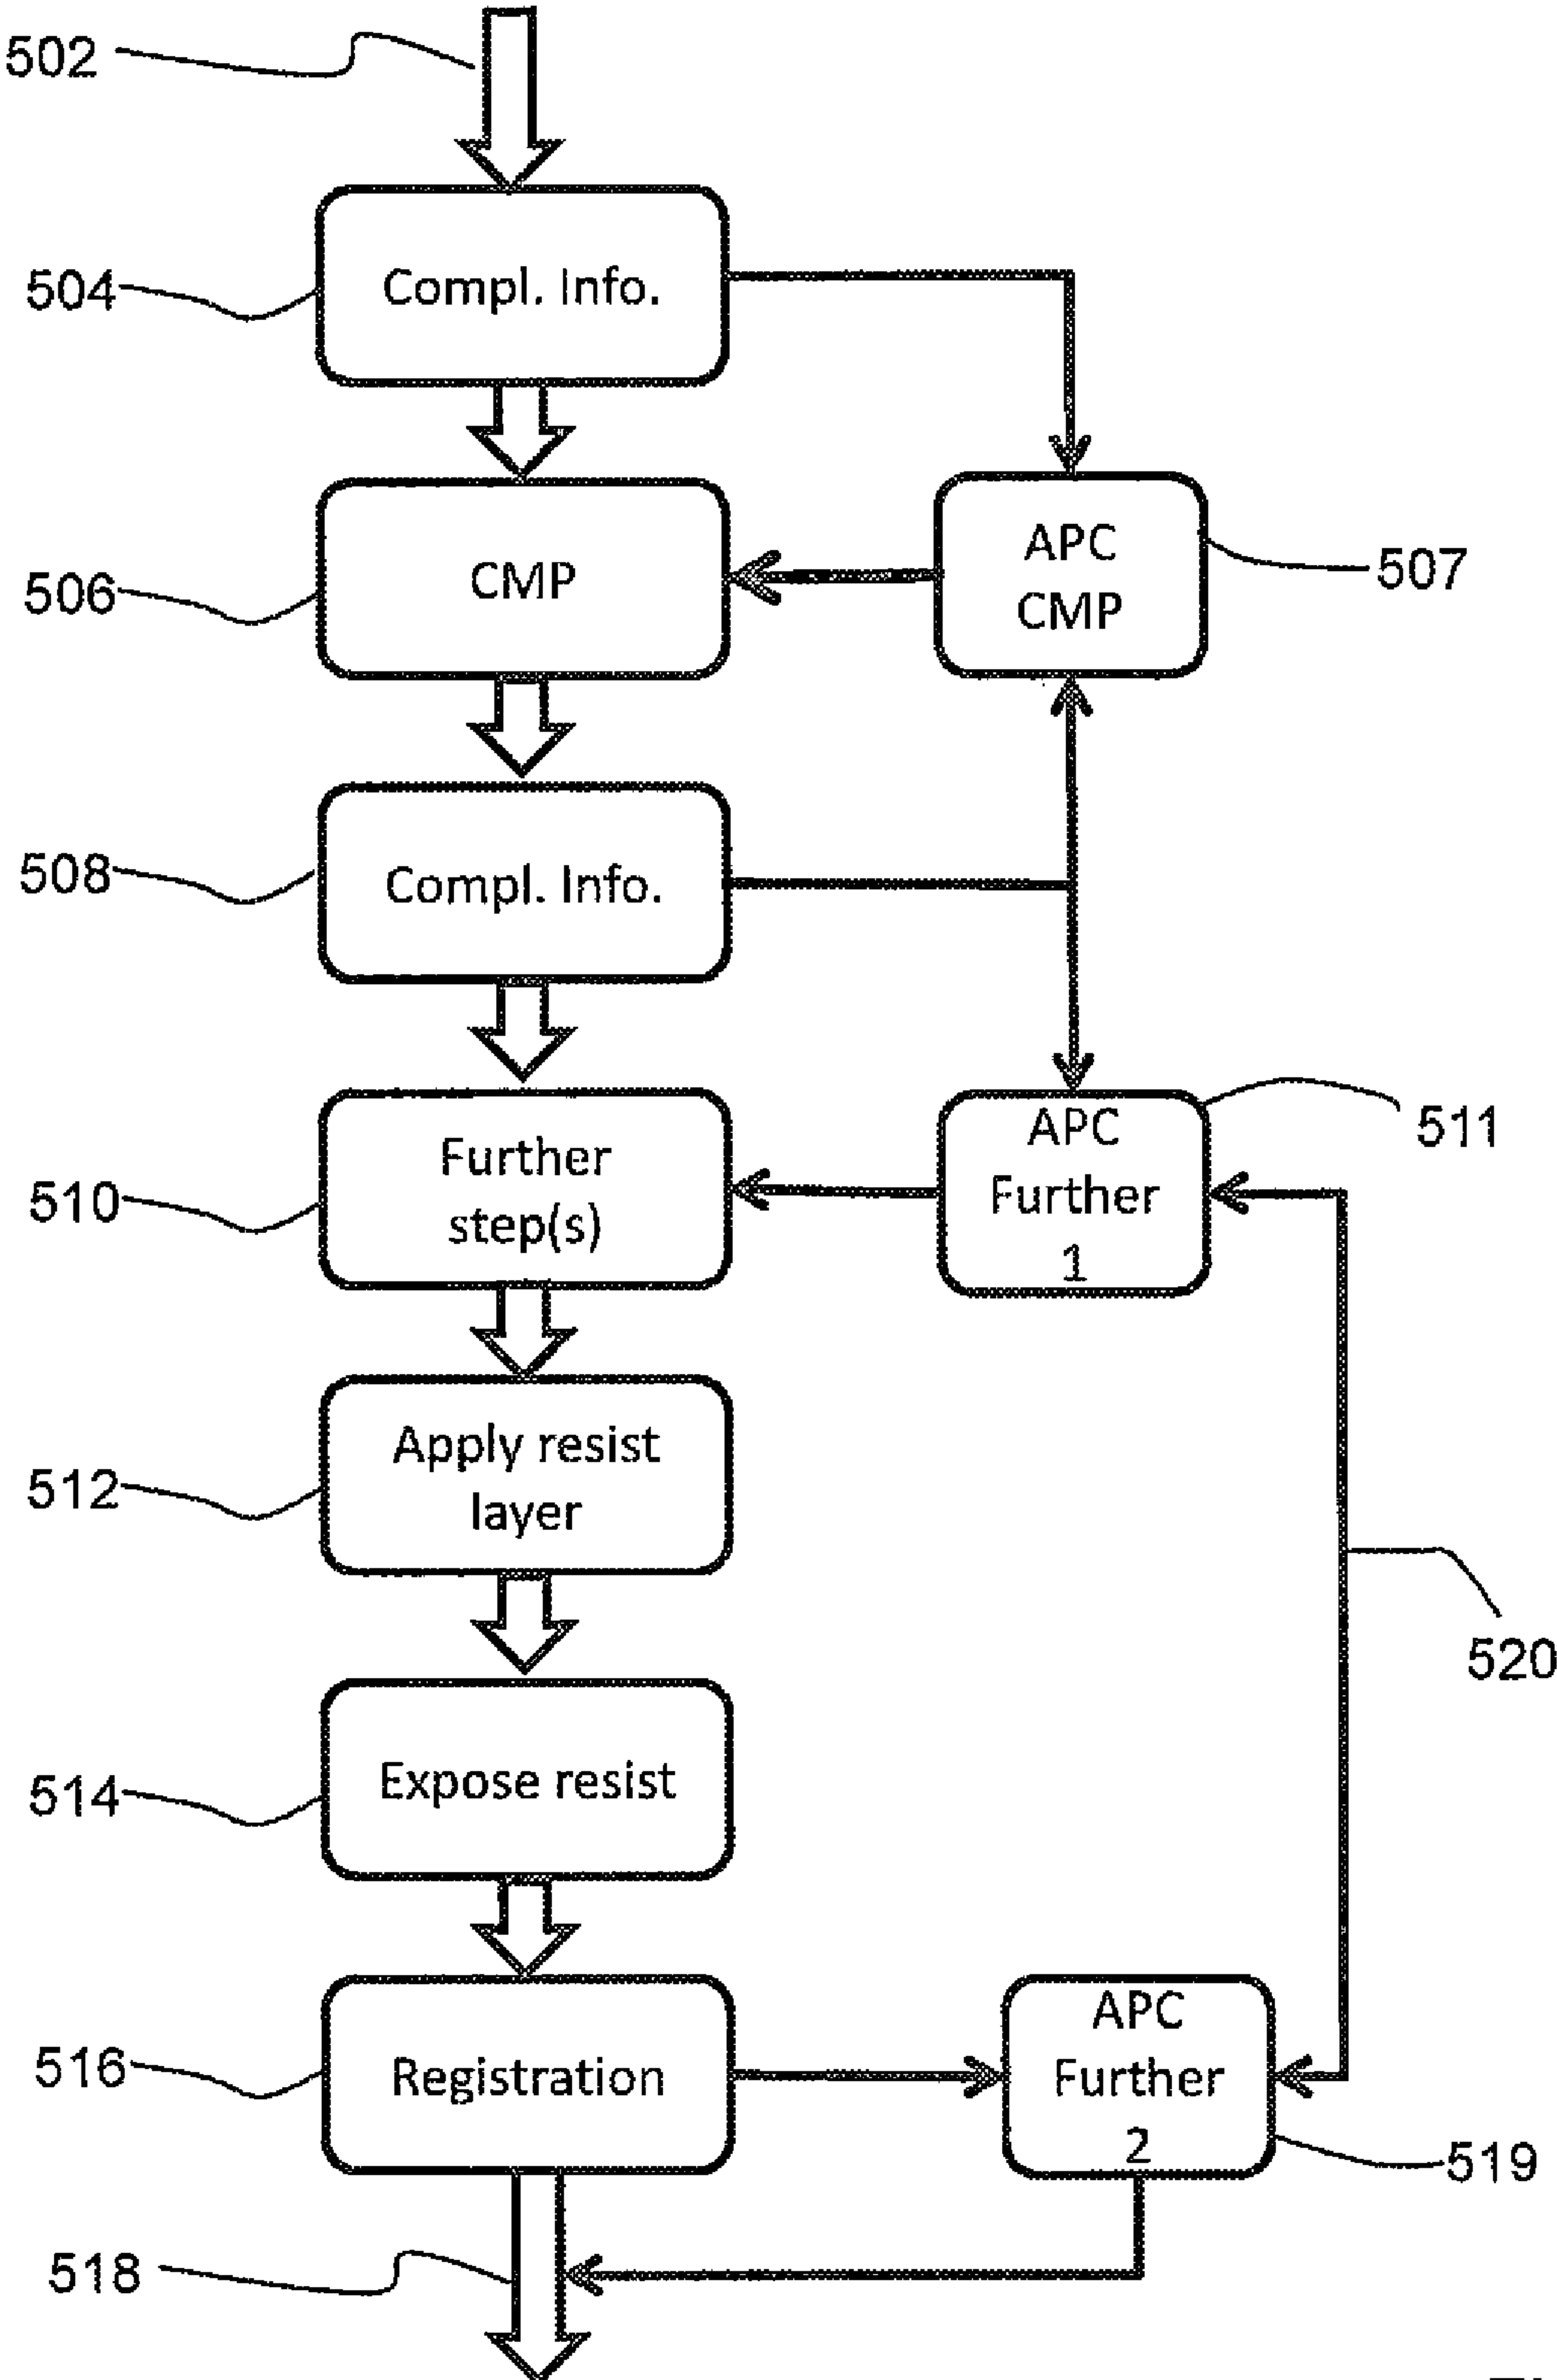 502
504
Compl. Info.
506
CMP
APC
CMP
507
508
Compl. Info.
510
Further
step(s)
APC
Further
1
511
512
Apply resist
layer
514
Expose resist
520
516
Registration
APC
Further
2
519
518